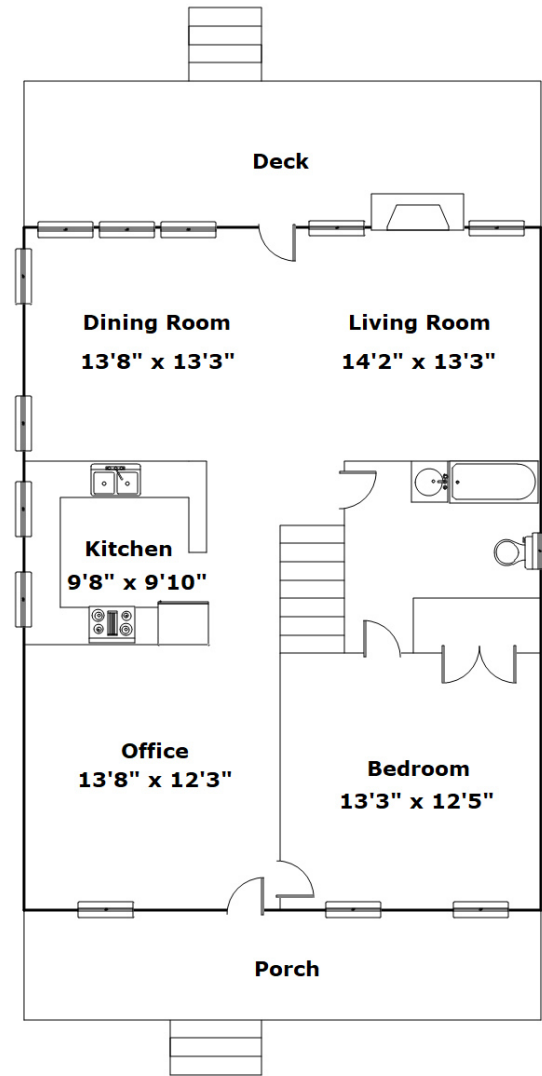 Deck
Dining Room
13'8" x 13'3"
Living Room
14'2" x 13'3"
Kitchen
9'8" x 9'10"
Office
13'8" x 12'3"
Bedroom
13'3" x 12'5"
Porch